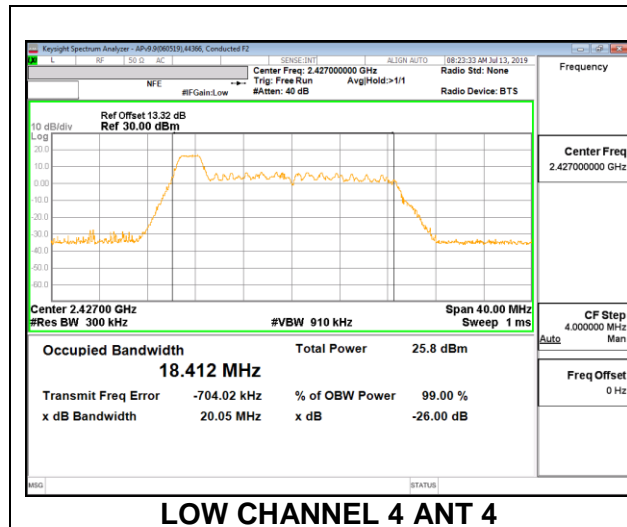 Keysight Spectrum Analyzer - APv9.9(060519),44366, Conducted F2
L RF 50 Ω AC SENSE:INT ALIGN AUTO 08:23:33 AM Jul 13, 2019
Center Freq: 2.427000000 GHz Radio Std: None
NFE Trig: Free Run Avg|Hold:>1/1
#IFGain:Low #Atten: 40 dB Radio Device: BTS
Frequency
Ref Offset 13.32 dB
10 dB/div Ref 30.00 dBm
Log
20.0
10.0
0.00
-10.0
-20.0
-30.0
-40.0
-50.0
-60.0
Center 2.42700 GHz Span 40.00 MHz
#Res BW 300 kHz #VBW 910 kHz Sweep 1 ms
Center Freq
2.427000000 GHz
CF Step
4.000000 MHz
Auto Man
Freq Offset
0 Hz
Occupied Bandwidth Total Power 25.8 dBm
18.412 MHz
Transmit Freq Error -704.02 kHz % of OBW Power 99.00 %
x dB Bandwidth 20.05 MHz x dB -26.00 dB
MSG STATUS
LOW CHANNEL 4 ANT 4